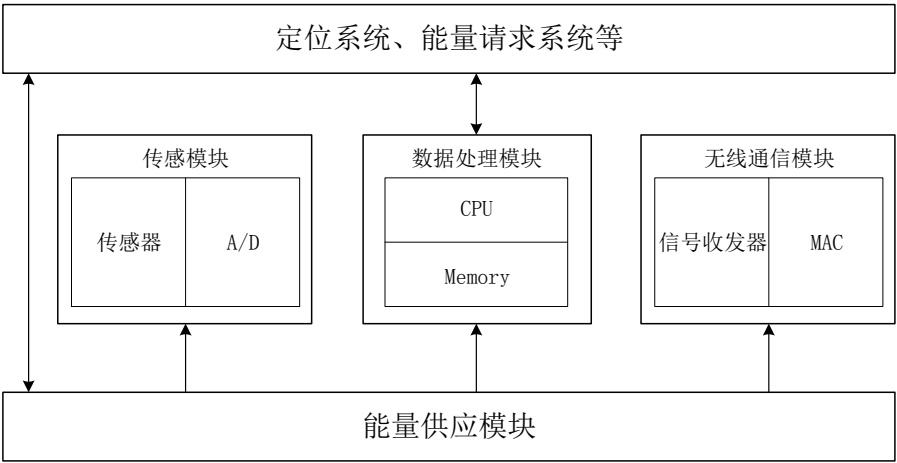 定位系统、能量请求系统等
传感模块
传感器
A/D
数据处理模块
CPU
Memory
无线通信模块
信号收发器
MAC
能量供应模块